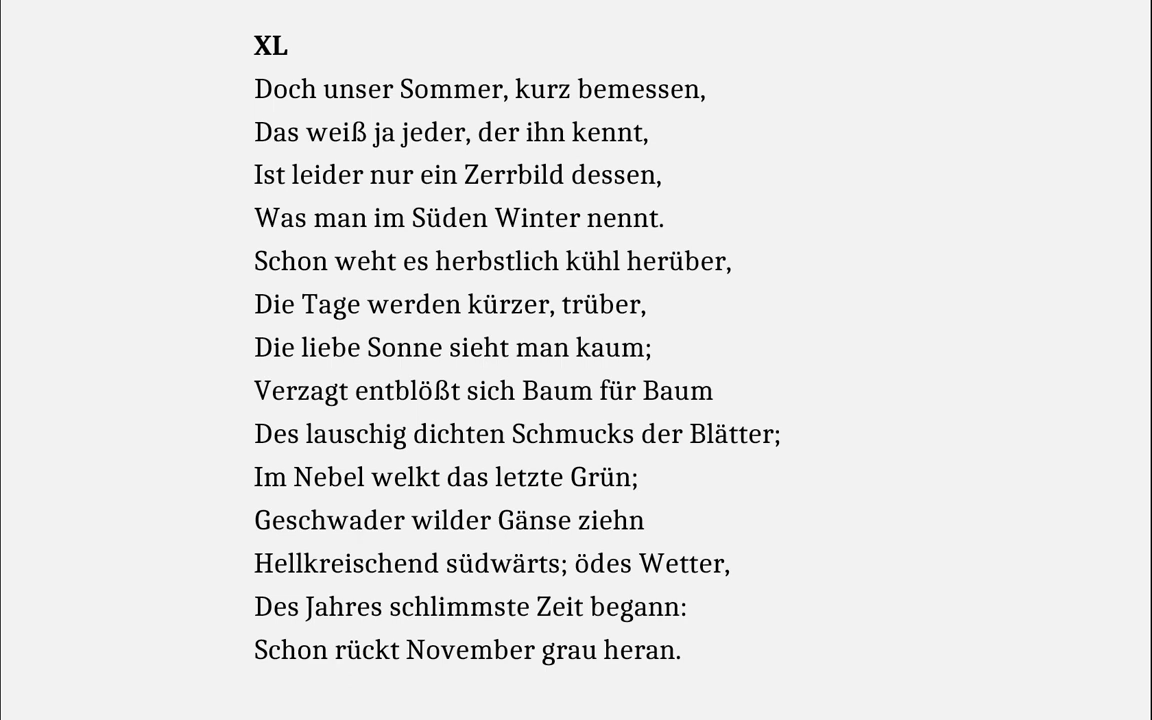 XL
Doch unser Sommer, kurz bemessen,
Das weiß ja jeder, der ihn kennt,
Ist leider nur ein Zerrbild dessen,
Was man im Süden Winter nennt.
Schon weht es herbstlich kühl herüber,
Die Tage werden kürzer, trüber,
Die liebe Sonne sieht man kaum;
Verzagt entblößt sich Baum für Baum
Des lauschig dichten Schmucks der Blätter;
Im Nebel welkt das letzte Grün;
Geschwader wilder Gänse ziehn
Hellkreischend südwärts; ödes Wetter,
Des Jahres schlimmste Zeit begann:
Schon rückt November grau heran.